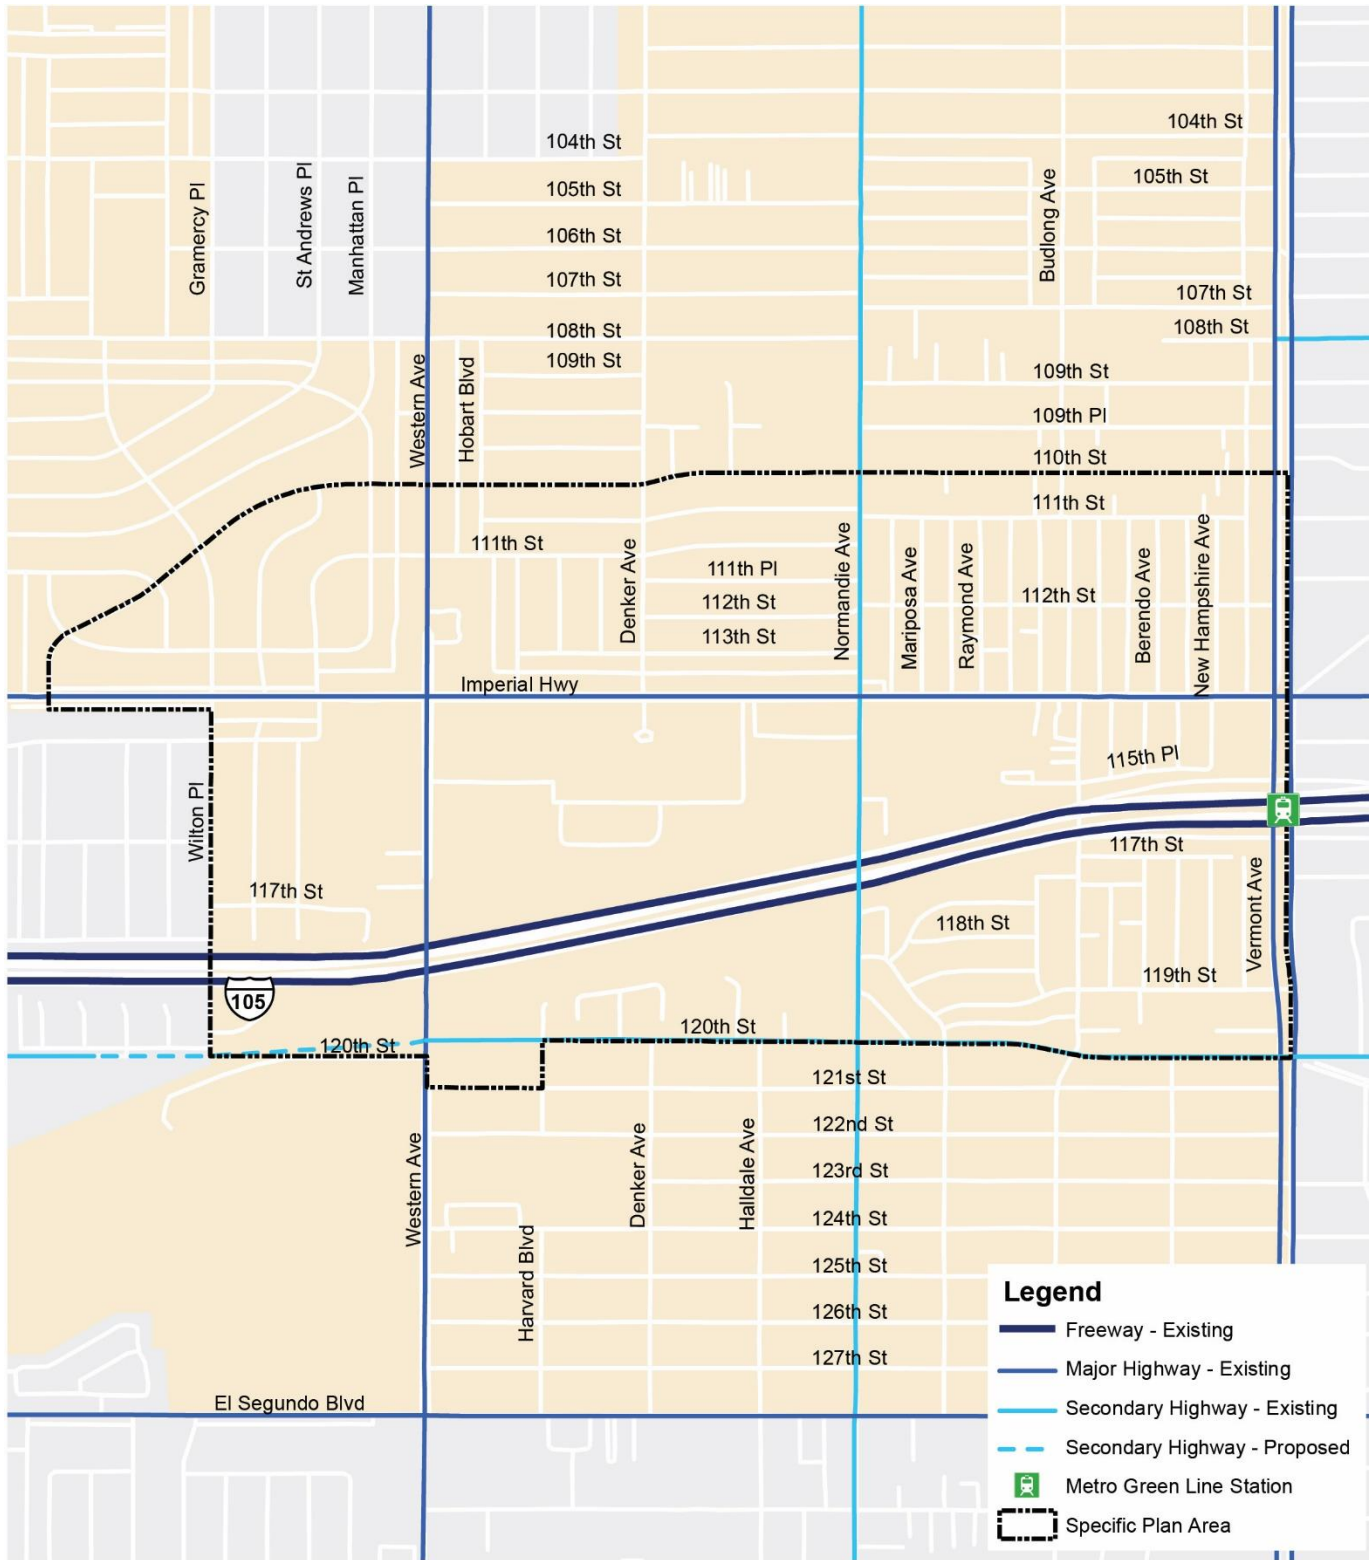 104th St
104th St
105th St
105th St
Gramercy Pl
St Andrews Pl
Manhattan Pl
106th St
Budlong Ave
107th St
107th St
108th St
108th St
109th St
109th St
Western Ave
Hobart Blvd
109th Pl
110th St
111th St
111th St
Denker Ave
111th Pl
112th St
113th St
Normandie Ave
Mariposa Ave
Raymond Ave
112th St
Berendo Ave
New Hampshire Ave
Imperial Hwy
115th Pl
Wilton Pl
117th St
117th St
118th St
Vermont Ave
119th St
105
120th St
120th St
121st St
122nd St
Western Ave
Denker Ave
Halldale Ave
123rd St
124th St
Harvard Blvd
125th St
126th St
127th St
El Segundo Blvd
Legend
Freeway - Existing
Major Highway - Existing
Secondary Highway - Existing
Secondary Highway - Proposed
Metro Green Line Station
Specific Plan Area